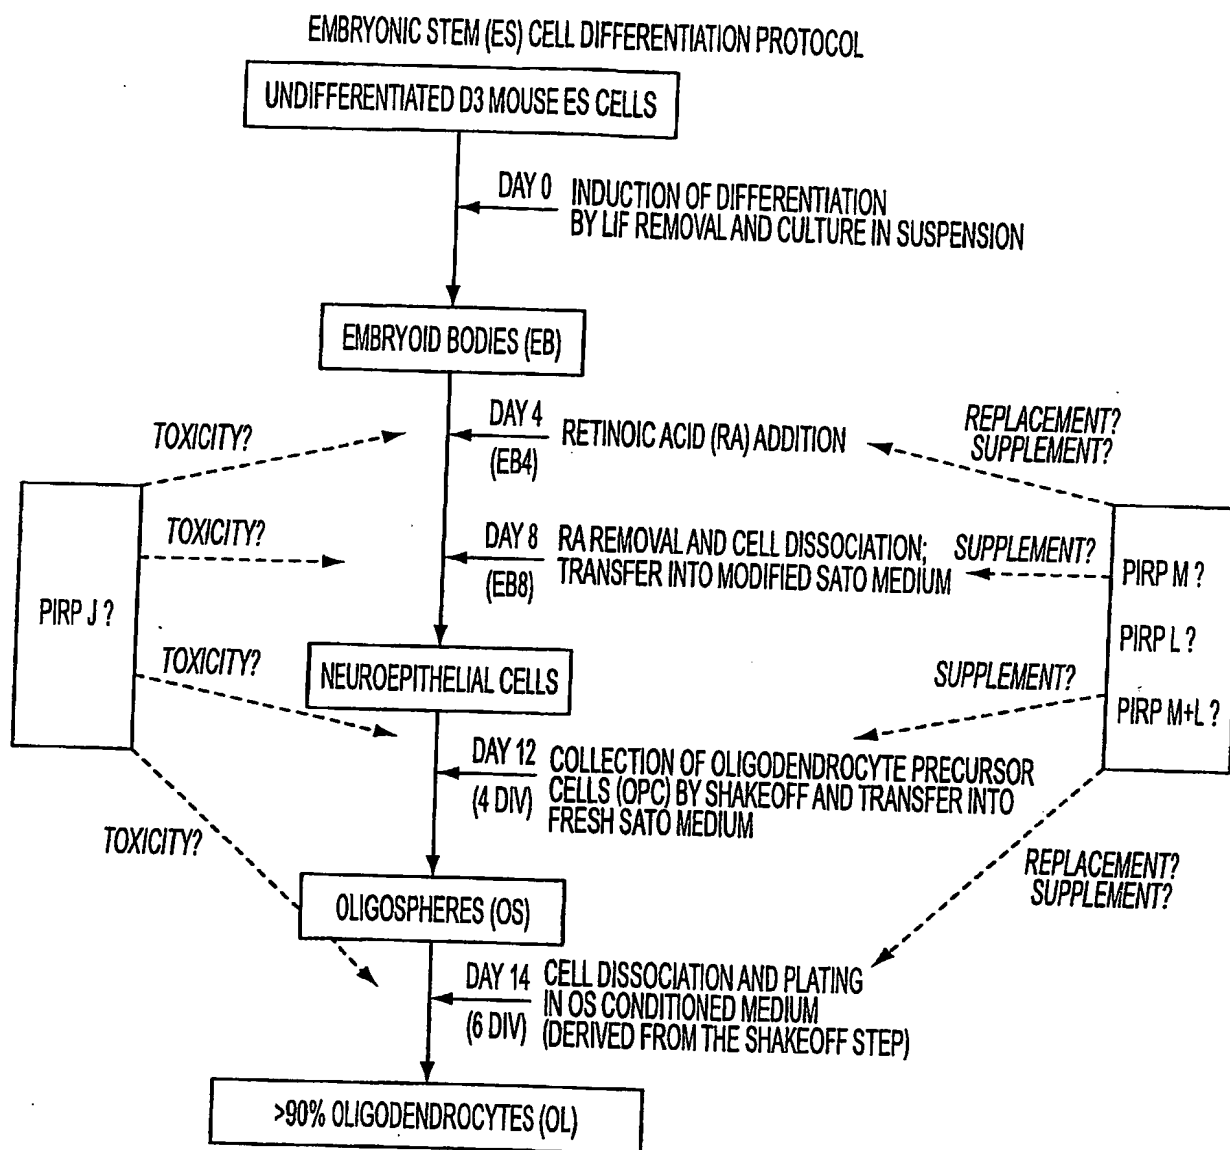 EMBRYONIC STEM (ES) CELL DIFFERENTIATION PROTOCOL
UNDIFFERENTIATED D3 MOUSE ES CELLS
DAY 0
INDUCTION OF DIFFERENTIATION
BY LIF REMOVAL AND CULTURE IN SUSPENSION
EMBRYOID BODIES (EB)
TOXICITY?
DAY 4
(EB4)
RETINOIC ACID (RA) ADDITION
REPLACEMENT?
SUPPLEMENT?
TOXICITY?
DAY 8
(EB8)
RA REMOVAL AND CELL DISSOCIATION;
TRANSFER INTO MODIFIED SATO MEDIUM
SUPPLEMENT?
PIRP J ?
PIRP M ?
PIRP L ?
PIRP M+L ?
TOXICITY?
NEUROEPITHELIAL CELLS
SUPPLEMENT?
DAY 12
(4 DIV)
COLLECTION OF OLIGODENDROCYTE PRECURSOR
CELLS (OPC) BY SHAKEOFF AND TRANSFER INTO
FRESH SATO MEDIUM
TOXICITY?
REPLACEMENT?
SUPPLEMENT?
OLIGOSPHERES (OS)
DAY 14
(6 DIV)
CELL DISSOCIATION AND PLATING
IN OS CONDITIONED MEDIUM
(DERIVED FROM THE SHAKEOFF STEP)
>90% OLIGODENDROCYTES (OL)